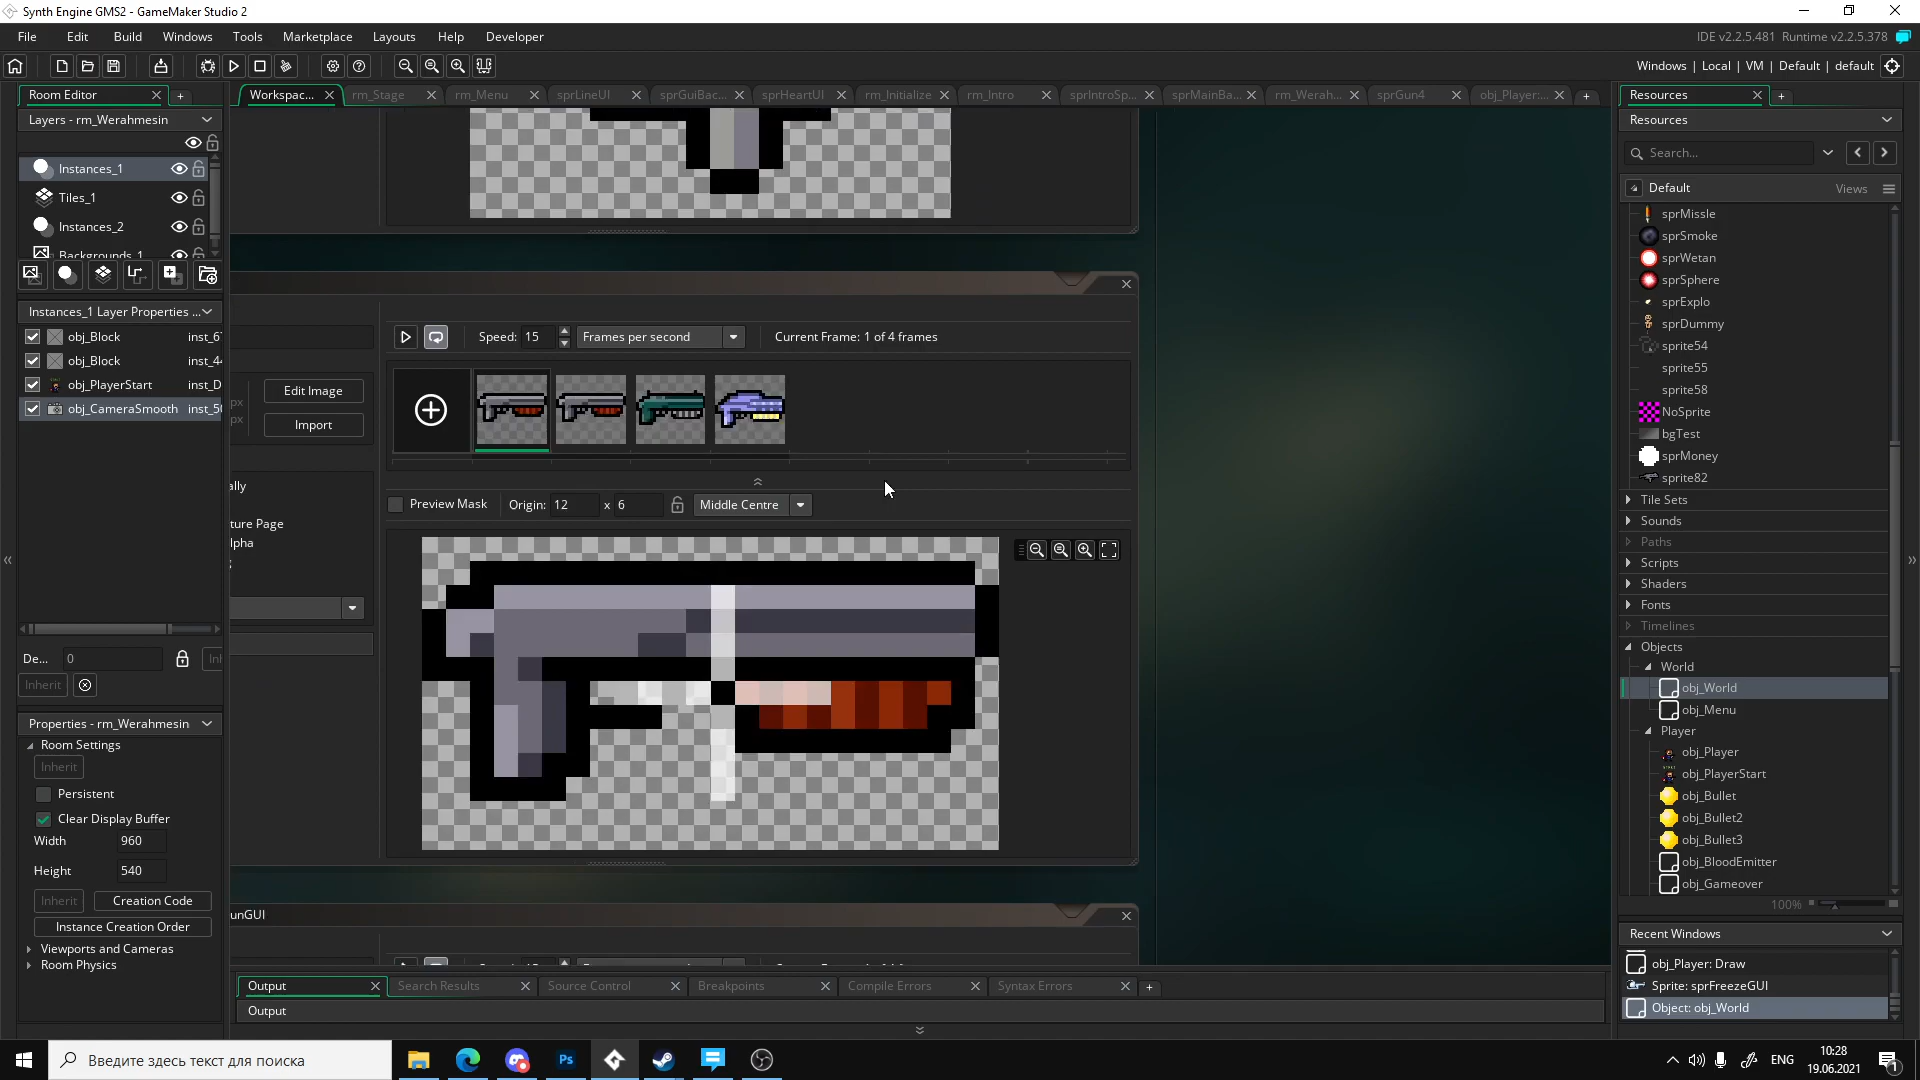 Synth Engine GMS2 - GameMaker Studio 2
File Edit Build Windows Tools Marketplace Layouts Help Developer
IDE v2.2.5.481 Runtime v2.2.5.378
Windows | Local | VM | Default | default
Room Editor
Workspac...
rm_Stage
rm_Menu
sprLineUI
sprGuiBac...
sprHeartUI
rm_Initialize
rm_Intro
sprIntroSp...
sprMainBa...
rm_Werah...
sprGun4
obj_Player:...
Layers - rm_Werahmesin
Instances_1
Tiles_1
Instances_2
Backgrounds_1
Instances_1 Layer Properties ...
obj_Block inst_6
obj_Block inst_4
obj_PlayerStart inst_D
obj_CameraSmooth inst_5
De... 0
Inherit
Properties - rm_Werahmesin
Room Settings
Inherit
Persistent
Clear Display Buffer
Width 960
Height 540
Inherit Creation Code
Instance Creation Order
Viewports and Cameras
Room Physics
Speed: 15 Frames per second Current Frame: 1 of 4 frames
px Edit Image
px Import
Preview Mask Origin: 12 x 6 Middle Centre
ally
ture Page
lpha
unGUI
Output
Search Results
Source Control
Breakpoints
Compile Errors
Syntax Errors
Output
Resources
Resources
Search...
Default Views
sprMissle
sprSmoke
sprWetan
sprSphere
sprExplo
sprDummy
sprite54
sprite55
sprite58
NoSprite
bgTest
sprMoney
sprite82
Tile Sets
Sounds
Paths
Scripts
Shaders
Fonts
Timelines
Objects
World
obj_World
obj_Menu
Player
obj_Player
obj_PlayerStart
obj_Bullet
obj_Bullet2
obj_Bullet3
obj_BloodEmitter
obj_Gameover
100%
Recent Windows
obj_Player: Draw
Sprite: sprFreezeGUI
Object: obj_World
Введите здесь текст для поиска
Ps
ENG
10:28
19.06.2021
1